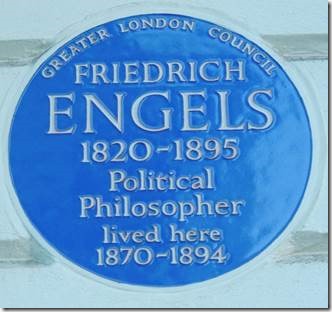 GREATER LONDON COUNCIL
FRIEDRICH
ENGELS
1820-1895
Political
Philosopher
lived here
1870-1894